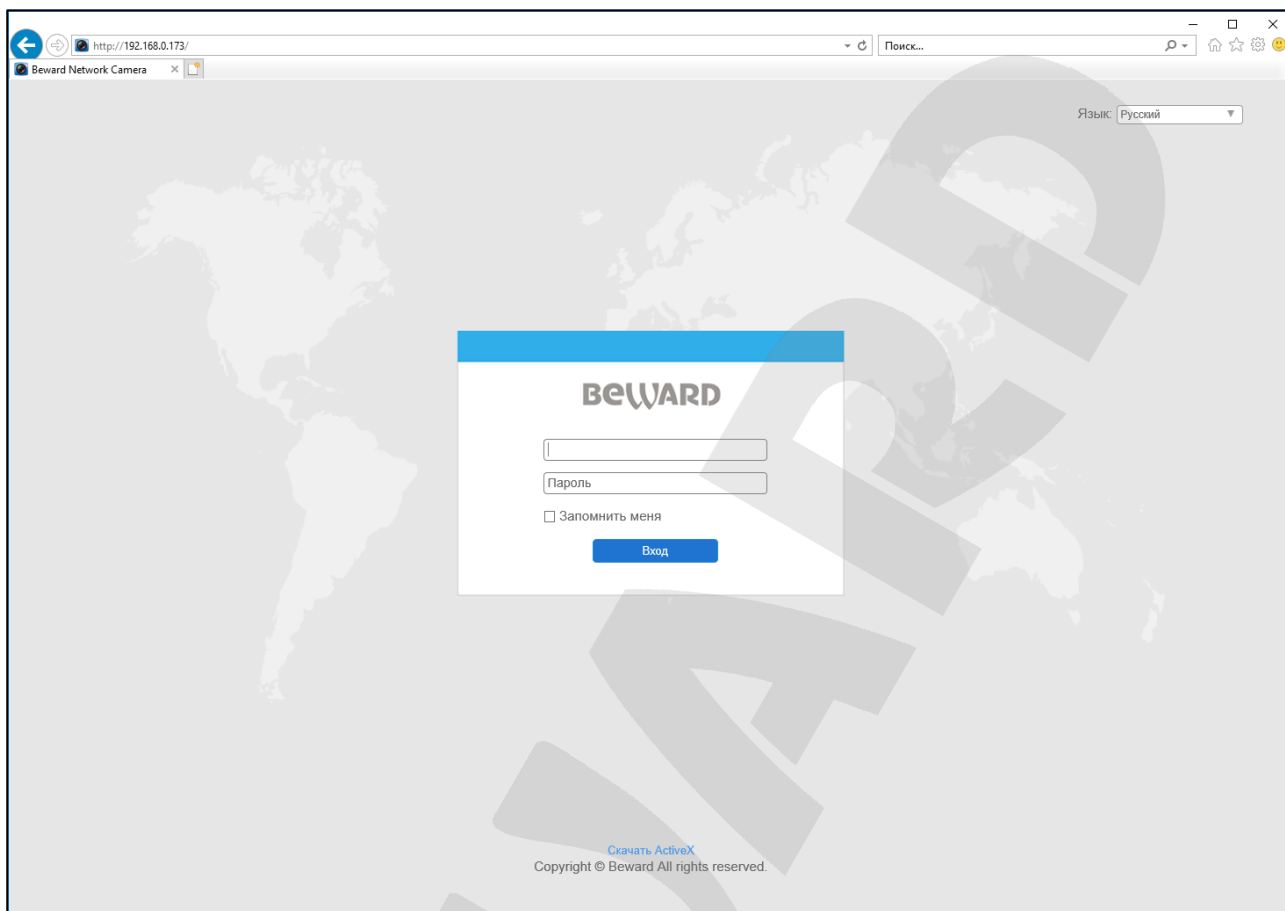 http://192.168.0.173/
Поиск...
Beward Network Camera
Язык: Русский
BEWARD
Пароль
Запомнить меня
Вход
Скачать ActiveX
Copyright © Beward All rights reserved.
WARD